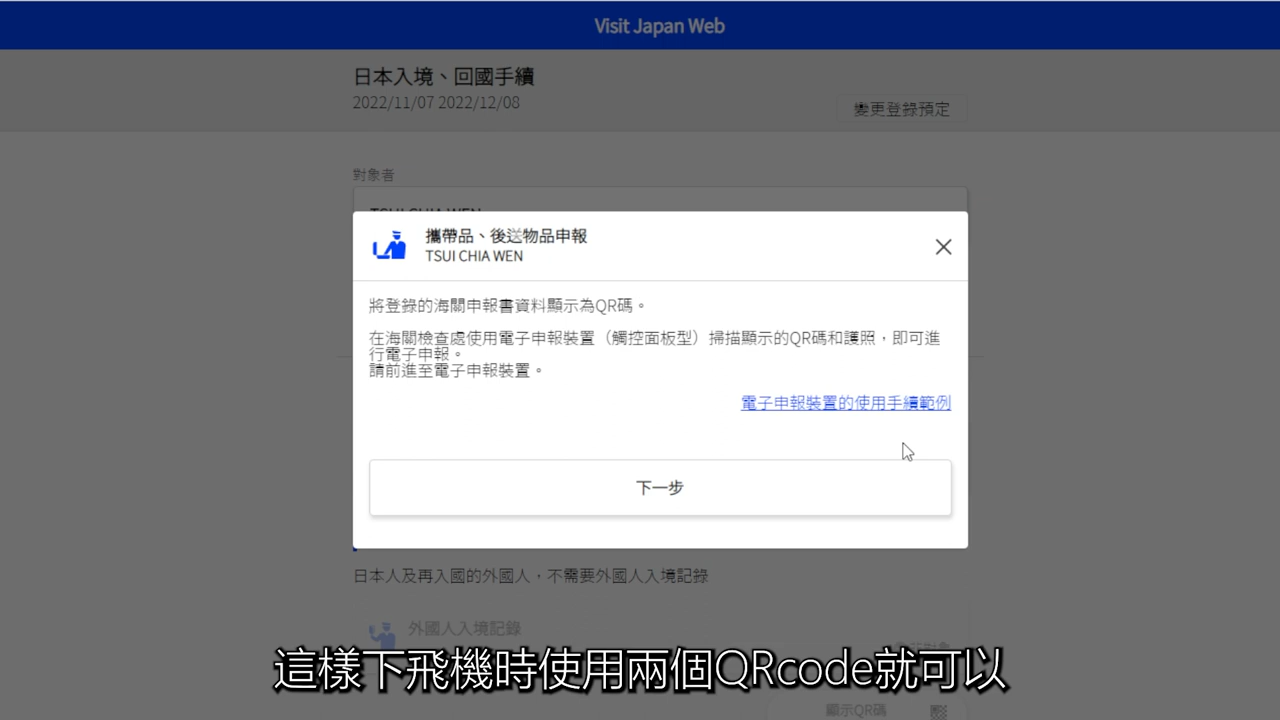 Visit Japan Web
日本入境、回國手續
2022/11/07 2022/12/08
變更登錄預定
對象者
TSUI CHIA WEN
攜帶品、後送物品申報
TSUI CHIA WEN
將登錄的海關申報書資料顯示為QR碼。
在海關檢查處使用電子申報裝置（觸控面板型）掃描顯示的QR碼和護照，即可進
行電子申報。
請前進至電子申報裝置。
電子申報裝置的使用手續範例
下一步
日本人及再入國的外國人，不需要外國人入境記錄
外國人入境記錄
這樣下飛機時使用兩個QRcode就可以
顯示QR碼